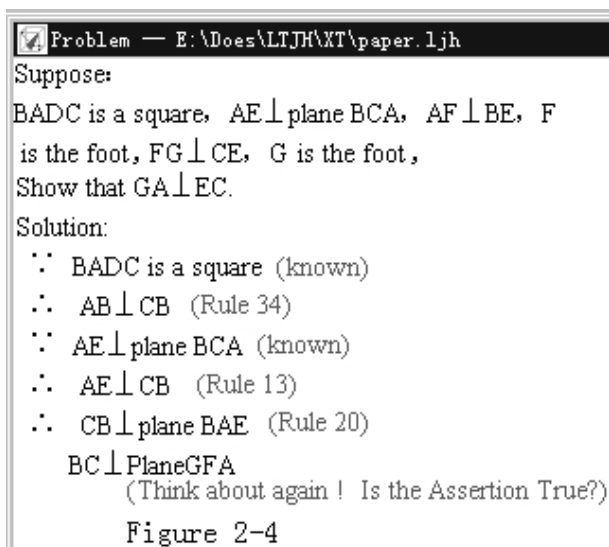 Problem — E:\Does\LTJH\XT\paper.ljh
Suppose:
BADC is a square, AE⊥plane BCA, AF⊥BE, F
is the foot, FG⊥CE, G is the foot,
Show that GA⊥EC.
Solution:
∵ BADC is a square (known)
∴ AB⊥CB (Rule 34)
∵ AE⊥plane BCA (known)
∴ AE⊥CB (Rule 13)
∴ CB⊥plane BAE (Rule 20)
BC⊥PlaneGFA
(Think about again ! Is the Assertion True?)
Figure 2-4